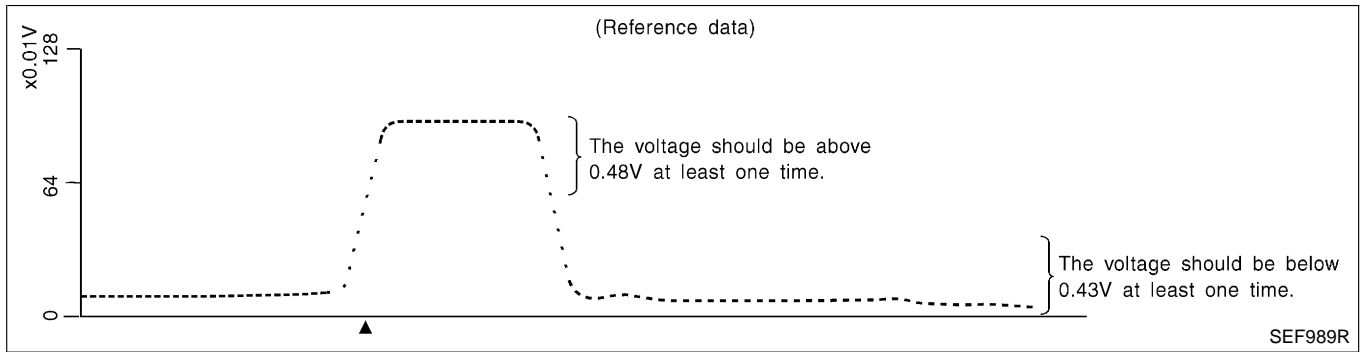 (Reference data)
x0.01V
128
64
0
The voltage should be above
0.48V at least one time.
The voltage should be below
0.43V at least one time.
SEF989R